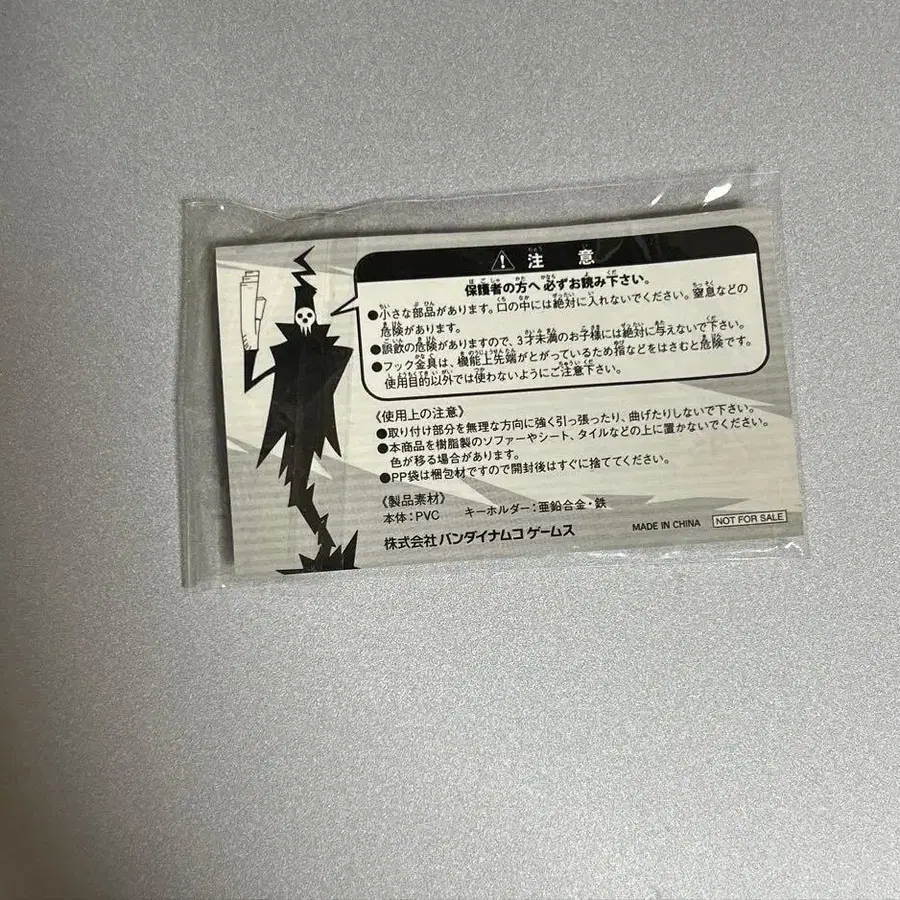 注意
保護者の方へ必ずお読み下さい。
●小さな部品があります。口の中には絶対に入れないでください。窒息などの
危険があります。
●誤飲の危険がありますので、3才未満のお子様には絶対に与えないで下さい。
●フック金具は、機能上先端がとがっているため指などをはさむと危険です。
使用目的以外では使わないようにご注意下さい。
《使用上の注意》
●取り付け部分を無理な方向に強く引っ張ったり、曲げたりしないで下さい。
●本商品を樹脂製のソファーやシート、タイルなどの上に置かないでください。
色が移る場合があります。
●PP袋は梱包材ですので開封後はすぐに捨ててください。
《製品素材》
本体：PVC　キーホルダー：亜鉛合金・鉄
株式会社バンダイナムコゲームス
MADE IN CHINA NOT FOR SALE